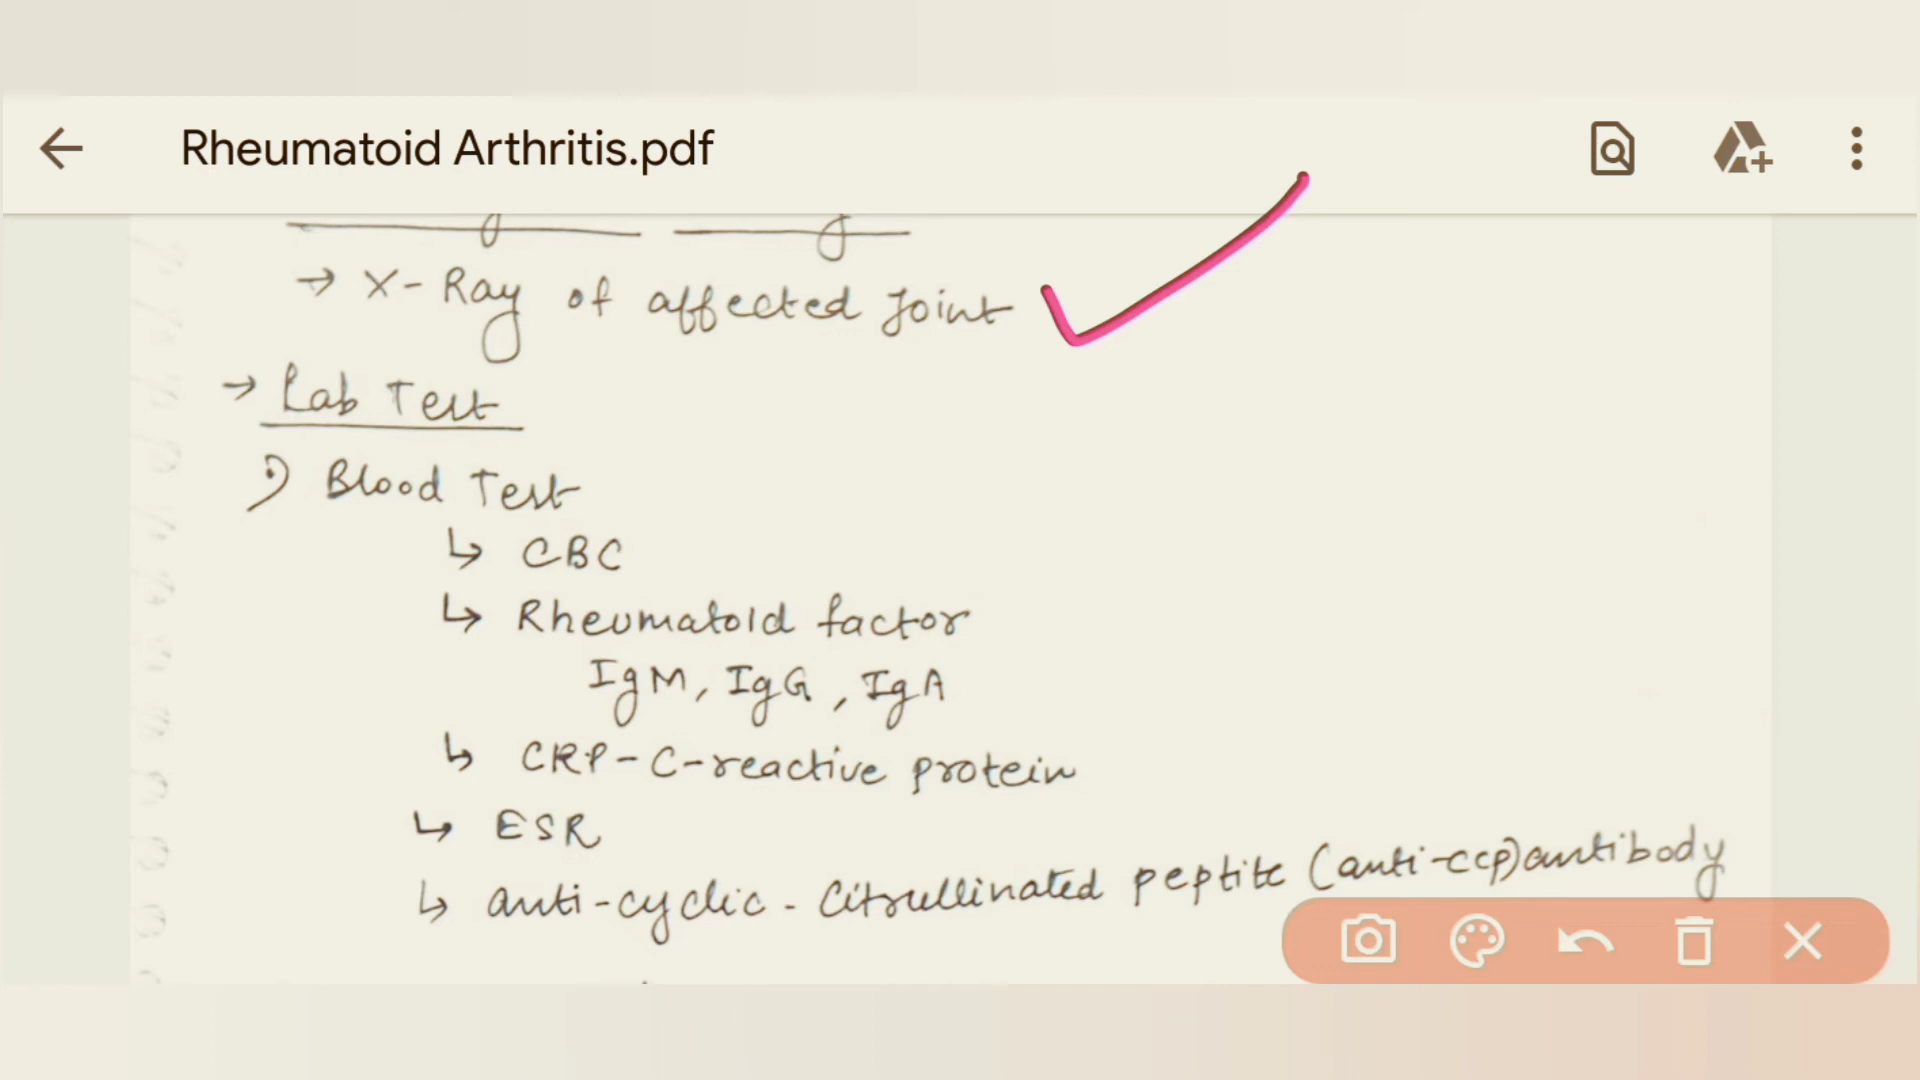 Rheumatoid Arthritis.pdf
→ X-Ray of affected Joint
→ Lab Test
i) Blood Test
↳ CBC
↳ Rheumatoid factor
IgM, IgG, IgA
↳ CRP-C-reactive protein
↳ ESR
↳ anti-cyclic-Citrullinated peptite (anti-ccp) antibody